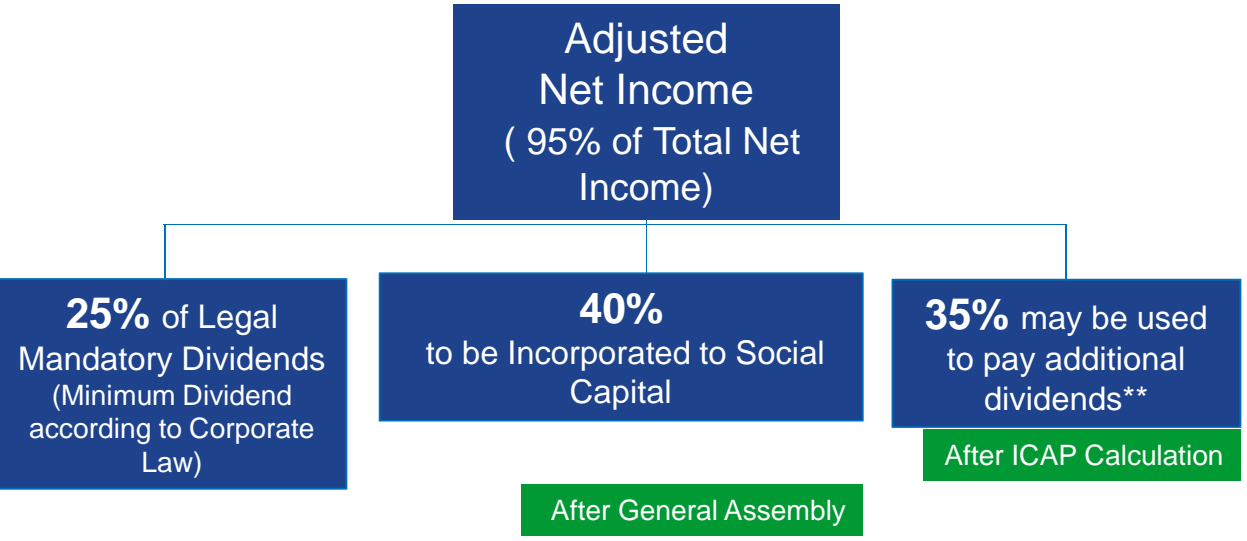 Adjusted
Net Income
( 95% of Total Net
Income)
25% of Legal
Mandatory Dividends
(Minimum Dividend
according to Corporate
Law)
40%
to be Incorporated to Social
Capital
After General Assembly
35% may be used
to pay additional
dividends**
After ICAP Calculation